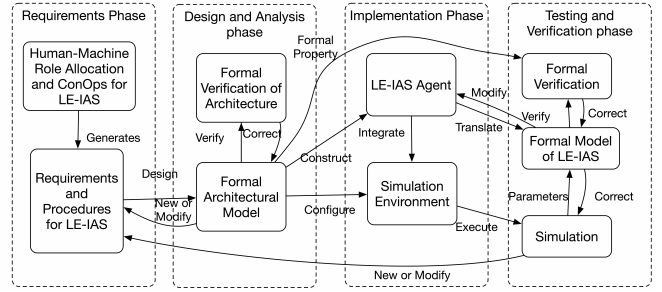 Requirements Phase
Human-Machine
Role Allocation
and ConOps for
LE-IAS
Generates
Requirements
and
Procedures
for LE-IAS
Design
New or
Modify
Design and Analysis
phase
Formal
Verification of
Architecture
Verify
Correct
Formal
Architectural
Model
Formal
Property
Construct
Configure
Implementation Phase
LE-IAS Agent
Integrate
Simulation
Environment
Modify
Translate
Execute
Testing and
Verification phase
Formal
Verification
Verify
Correct
Formal Model
of LE-IAS
Parameters
Correct
Simulation
New or Modify